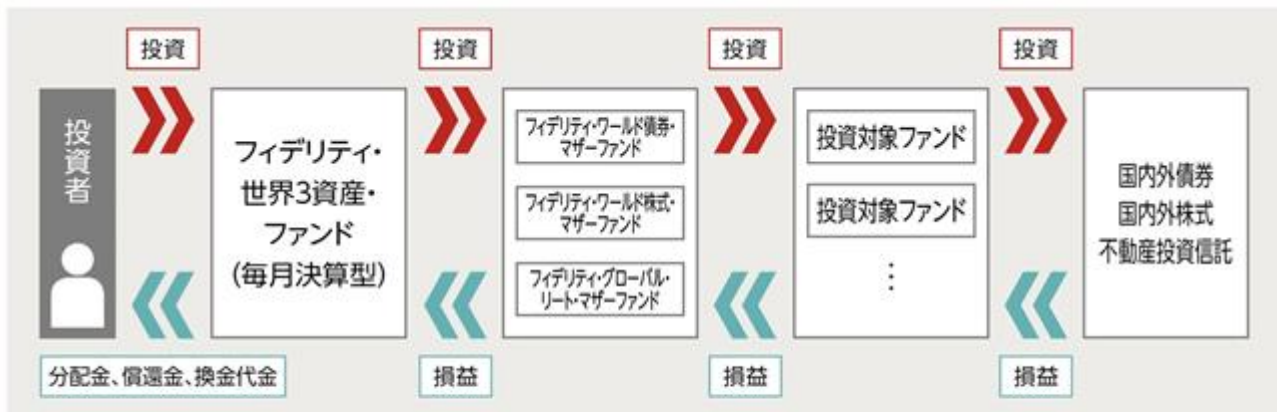 投資
投資
投資
投資
投資者
フィデリティ・
世界3資産・
ファンド
(毎月決算型)
フィデリティ・ワールド債券・
マザーファンド
フィデリティ・ワールド株式・
マザーファンド
フィデリティ・グローバル・
リート・マザーファンド
投資対象ファンド
投資対象ファンド
⋮
国内外債券
国内外株式
不動産投資信託
分配金、償還金、換金代金
損益
損益
損益